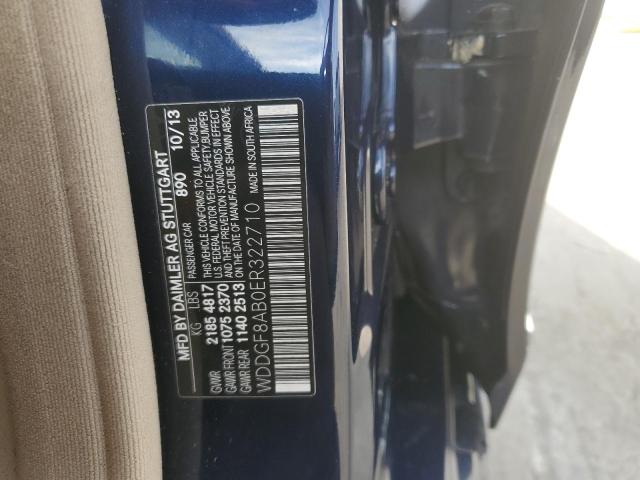 MFD BY DAIMLER AG STUTTGART 890 10/13
PASSENGER CAR
KG LBS
GVWR 2185 4817
GAWR FRONT 1075 2370
GAWR REAR 1140 2513
THIS VEHICLE CONFORMS TO ALL APPLICABLE
U.S. FEDERAL MOTOR VEHICLE SAFETY, BUMPER
AND THEFT PREVENTION STANDARDS IN EFFECT
ON THE DATE OF MANUFACTURE SHOWN ABOVE
WDDGF8AB0ER322710 MADE IN SOUTH AFRICA